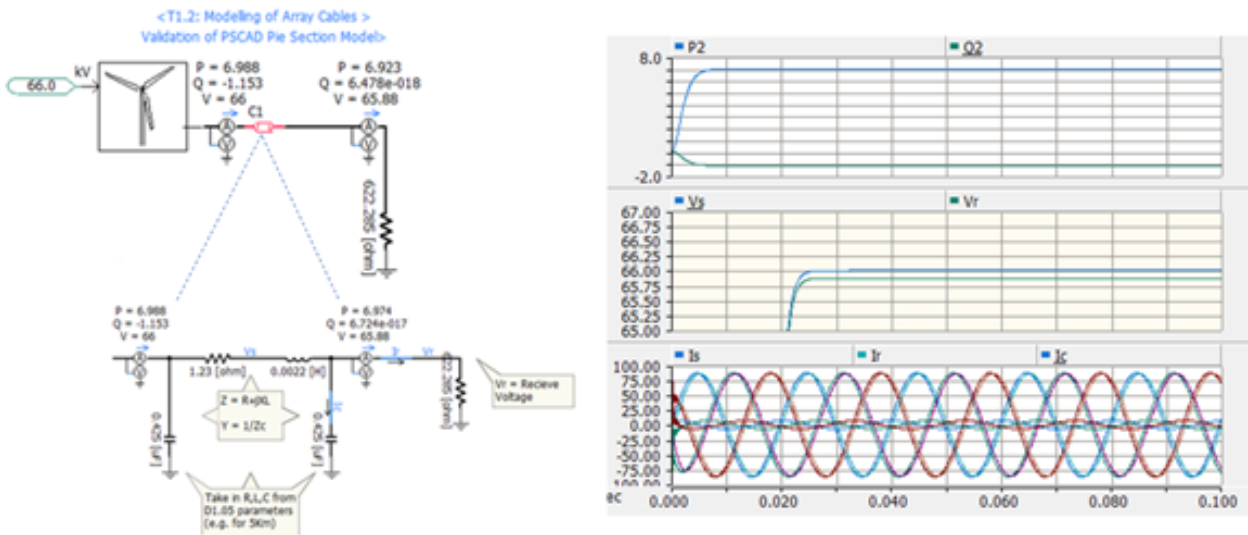 <T1.2: Modelling of Array Cables >
Validation of PSCAD Pie Section Model>
66.0
kV
P = 6.988
Q = -1.153
V = 66
C1
P = 6.923
Q = 6.478e-018
V = 65.88
A
V
A
V
622.285 [ohm]
P = 6.988
Q = -1.153
V = 66
P = 6.974
Q = 6.724e-017
V = 65.88
A
V
Vs
A
Ir
Vr
1.23 [ohm]
0.0022 [H]
622.285 [ohm]
Vr = Recieve
Voltage
Z = R+jXL
Y = 1/Zc
Ic
0.425 [uF]
0.425 [uF]
Take in R,L,C from
D1.05 parameters
(e.g. for 5Km)
P2
Q2
8.0
-2.0
Vs
Vr
67.00
66.75
66.50
66.25
66.00
65.75
65.50
65.25
65.00
Is
Ir
Ic
100.00
75.00
50.00
25.00
0.00
-25.00
-50.00
-75.00
ec
0.000
0.020
0.040
0.060
0.080
0.100